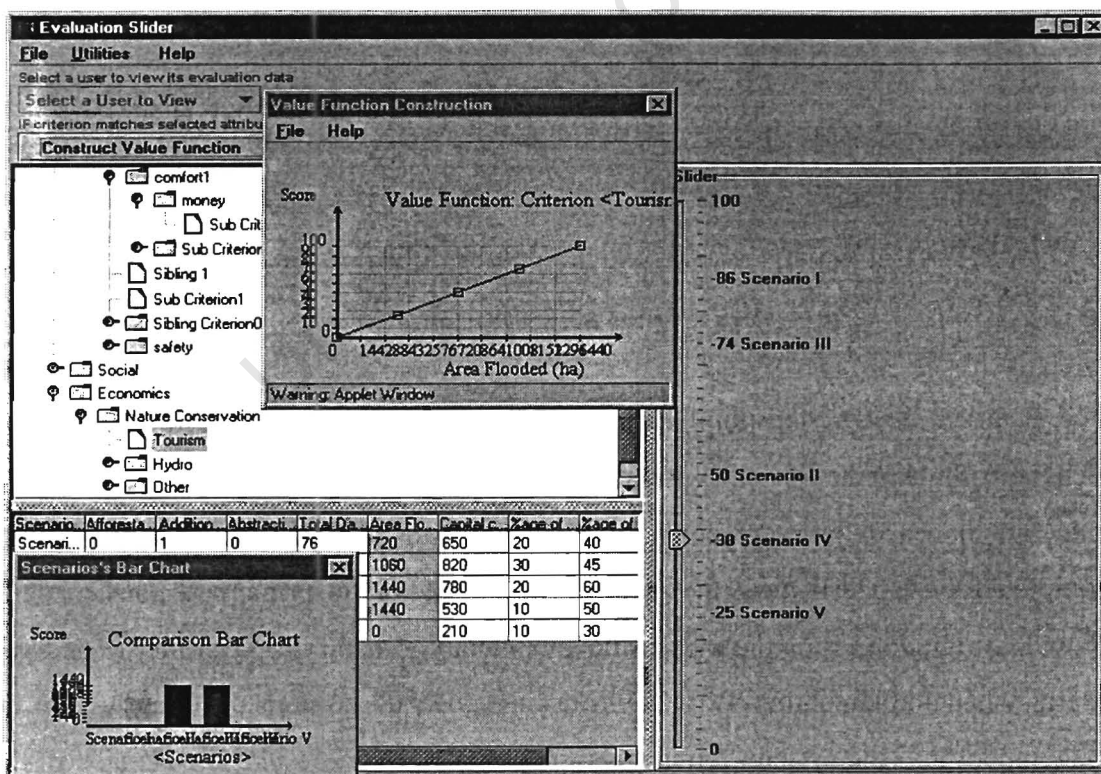 Evaluation Slider
File Utilities Help
Select a user to view its evaluation data
Select a User to View
IF criterion matches selected attribu
Construct Value Function
comfort1
money
Sub Crit
Sub Criterion
Sibling 1
Sub Criterion1
Sibling Criterion0
safety
Social
Economics
Nature Conservation
Tourism
Hydro
Other
Value Function Construction
File Help
Score
Value Function: Criterion <Tourisr
100
0
Area Flooded (ha)
Warning: Applet Window
Slider
100
-86 Scenario I
-74 Scenario III
50 Scenario II
-38 Scenario IV
-25 Scenario V
0
Scenario.. Afforesta.. Addition.. Abstracti.. Total Da.. Area Flo.. Capital c.. %age of .. %age of
Scenari... 0 1 0 76 720 650 20 40
1060 820 30 45
1440 780 20 60
1440 530 10 50
0 210 10 30
Scenarios's Bar Chart
Score
Comparison Bar Chart
<Scenarios>